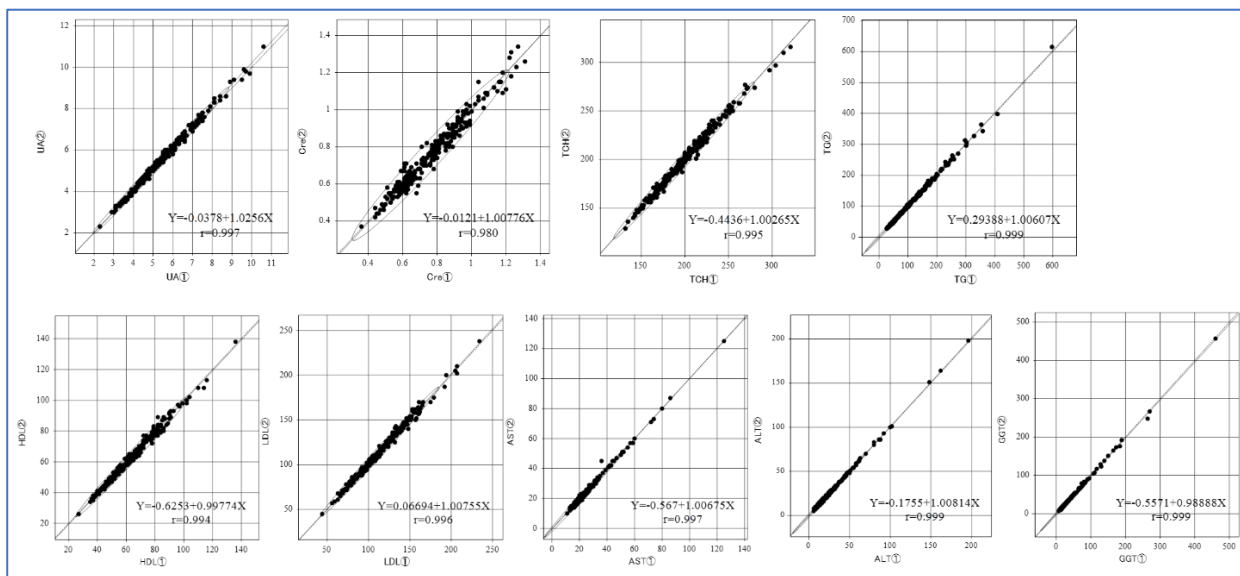 12
10
8
6
4
2
UA②
Y=-0.0378+1.0256X
r=0.997
2 3 4 5 6 7 8 9 10 11
UA①
1.4
1.2
1.0
0.8
0.6
0.4
Cre②
Y=-0.0121+1.00776X
r=0.980
0.4 0.6 0.8 1.0 1.2 1.4
Cre①
300
250
200
150
TCH②
Y=-0.4436+1.00265X
r=0.995
150 200 250 300
TCH①
700
600
500
400
300
200
100
0
TG②
Y=0.29388+1.00607X
r=0.999
0 100 200 300 400 500 600
TG①
140
120
100
80
60
40
20
HDL②
Y=-0.6253+0.99774X
r=0.994
20 40 60 80 100 120 140
HDL①
250
200
150
100
50
LDL②
Y=0.06694+1.00755X
r=0.996
50 100 150 200 250
LDL①
140
120
100
80
60
40
20
0
AST②
Y=-0.567+1.00675X
r=0.997
0 20 40 60 80 100 120 140
AST①
200
150
100
50
0
ALT②
Y=-0.1755+1.00814X
r=0.999
0 50 100 150 200
ALT①
500
400
300
200
100
0
GGT②
Y=-0.5571+0.98888X
r=0.999
0 100 200 300 400 500
GGT①